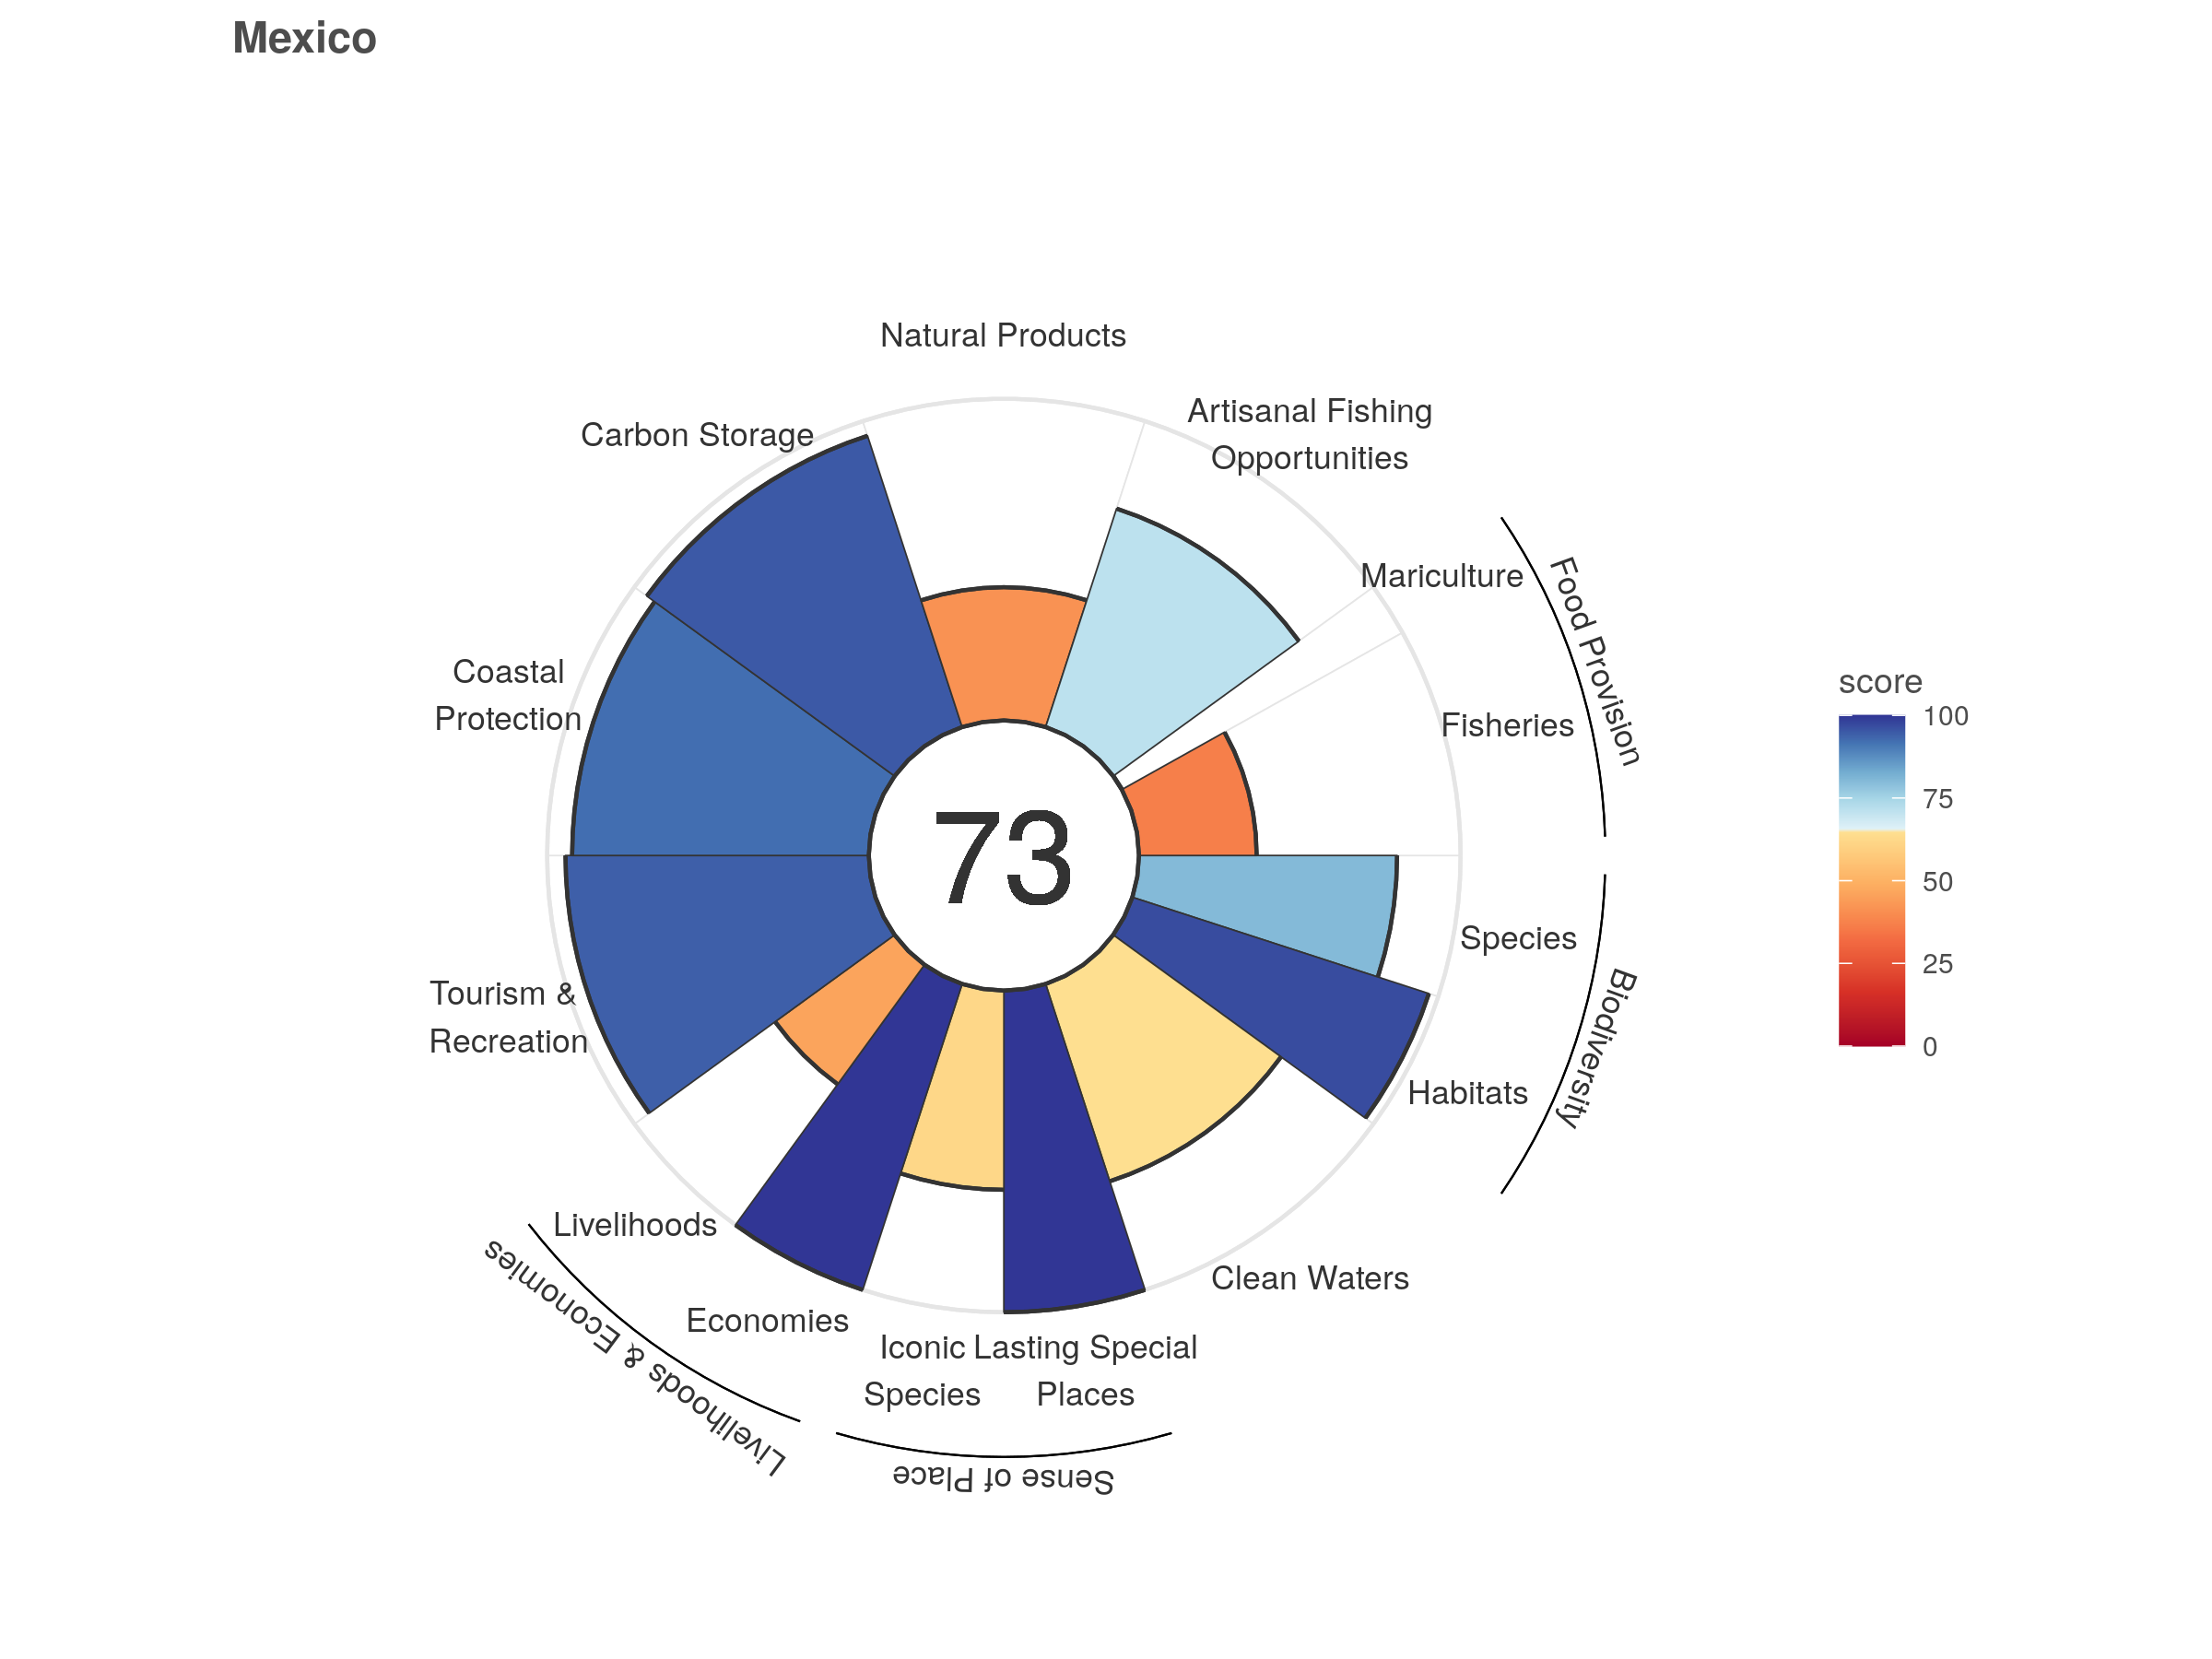 Mexico
Natural Products
Artisanal Fishing
Opportunities
Carbon Storage
Mariculture
Food Provision
Coastal
Protection
Fisheries
score
100
75
50
25
0
73
Species
Biodiversity
Tourism &
Recreation
Habitats
Livelihoods
Livelihoods & Economies
Clean Waters
Economies
Iconic
Species
Lasting Special
Places
Sense of Place